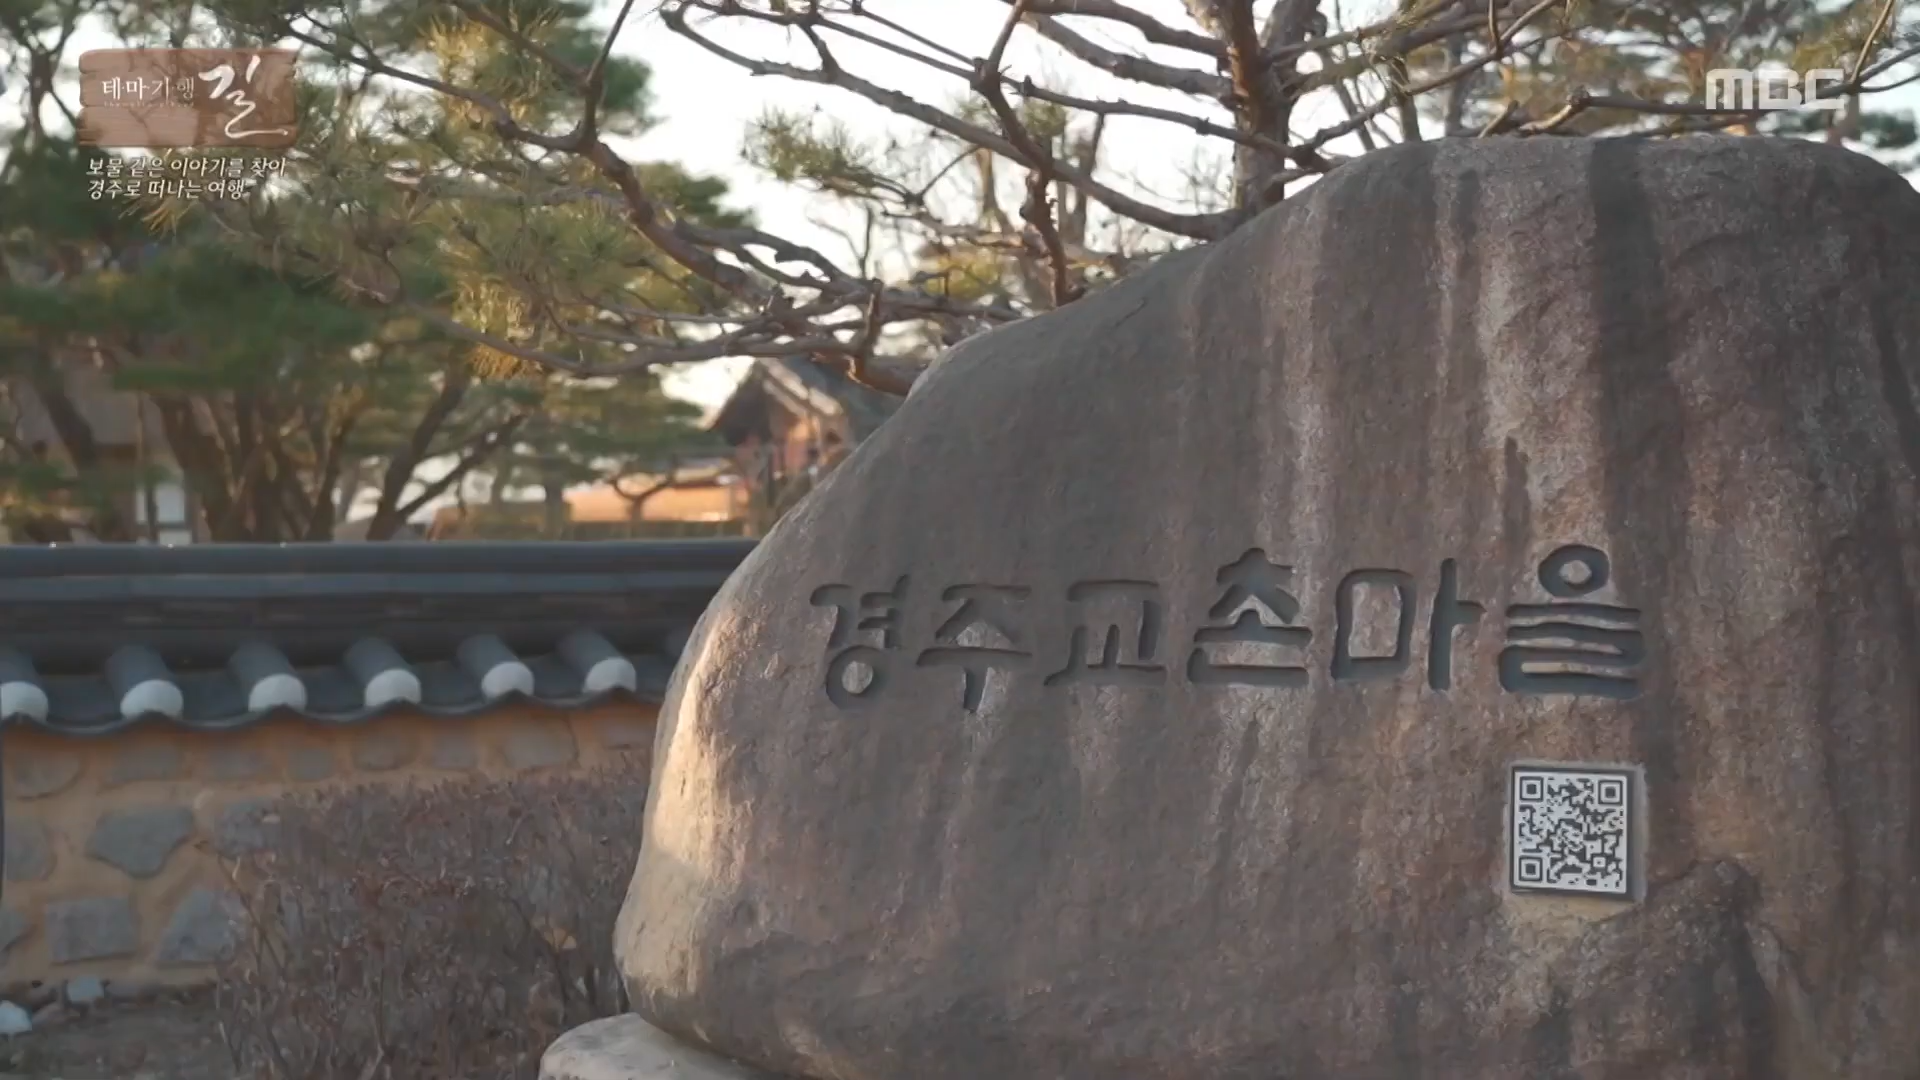 테마기행 길
MBC
보물 같은 이야기를 찾아
경주로 떠나는 여행
경주교촌마을